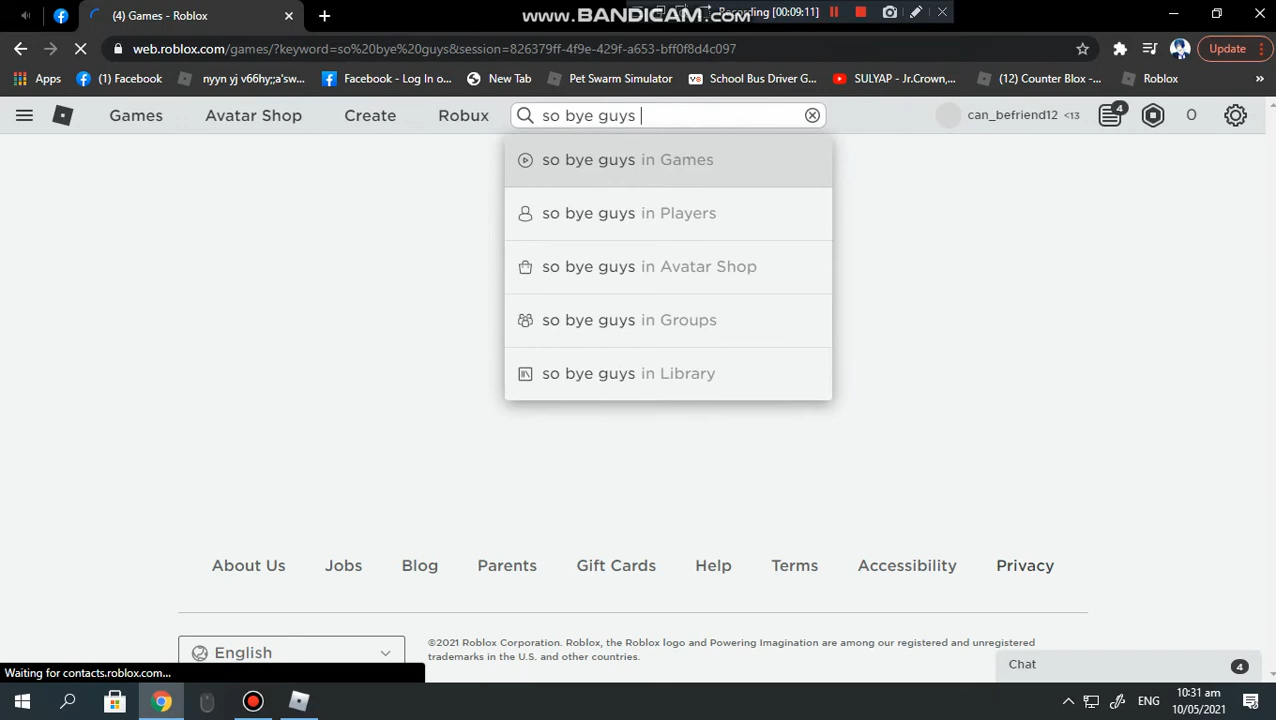 (4) Games - Roblox
www.BANDICAM.com
Recording [00:09:11]
web.roblox.com/games/?keyword=so%20bye%20guys&session=826379ff-4f9e-429f-a653-bff0f8d4c097
Update
Apps
(1) Facebook
nyyn yj v66hy;;a'sw...
Facebook - Log In o...
New Tab
Pet Swarm Simulator
School Bus Driver G...
SULYAP - Jr.Crown,...
(12) Counter Blox -...
Roblox
»
Games
Avatar Shop
Create
Robux
so bye guys
can_befriend12 <13
4
0
so bye guys in Games
so bye guys in Players
so bye guys in Avatar Shop
so bye guys in Groups
so bye guys in Library
About Us
Jobs
Blog
Parents
Gift Cards
Help
Terms
Accessibility
Privacy
English
©2021 Roblox Corporation. Roblox, the Roblox logo and Powering Imagination are among our registered and unregistered
trademarks in the U.S. and other countries.
Chat
4
Waiting for contacts.roblox.com...
ENG
10:31 am
10/05/2021